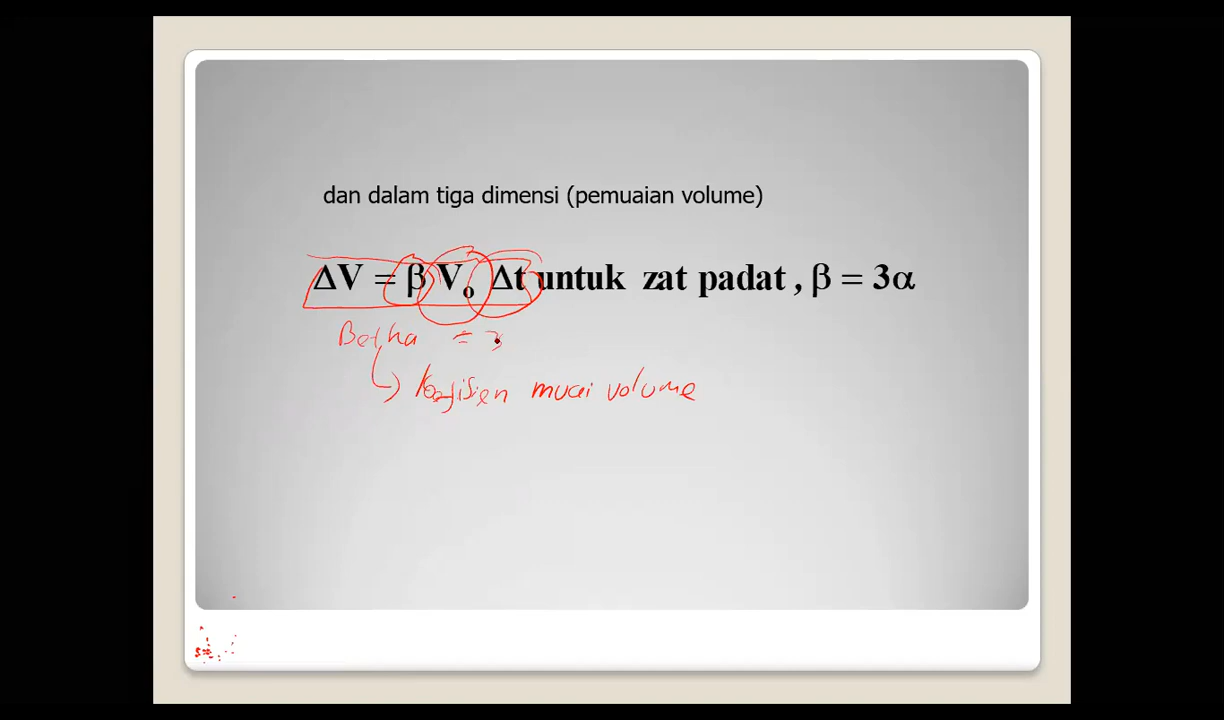 dan dalam tiga dimensi (pemuaian volume)
ΔV = β V₀ Δt untuk zat padat , β = 3α
Betha = 3
Koefisien muai volume